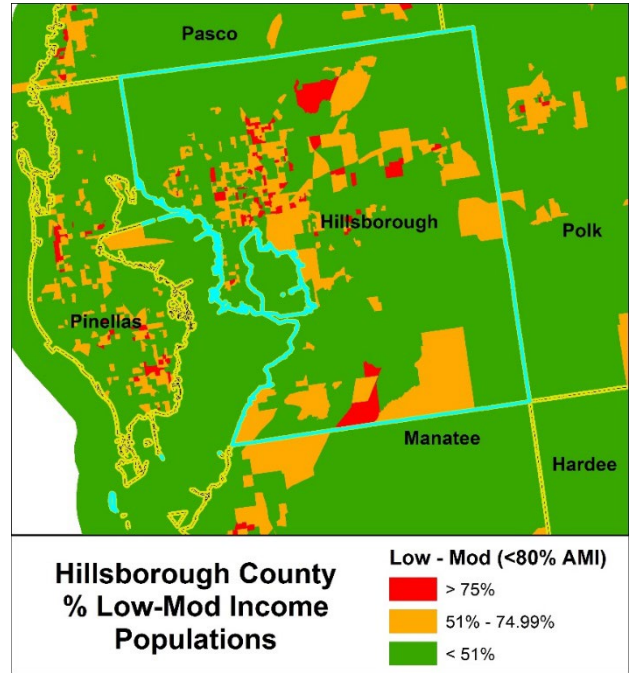 Pasco
Hillsborough
Polk
Pinellas
Manatee
Hardee
Hillsborough County
% Low-Mod Income
Populations
Low - Mod (<80% AMI)
> 75%
51% - 74.99%
< 51%